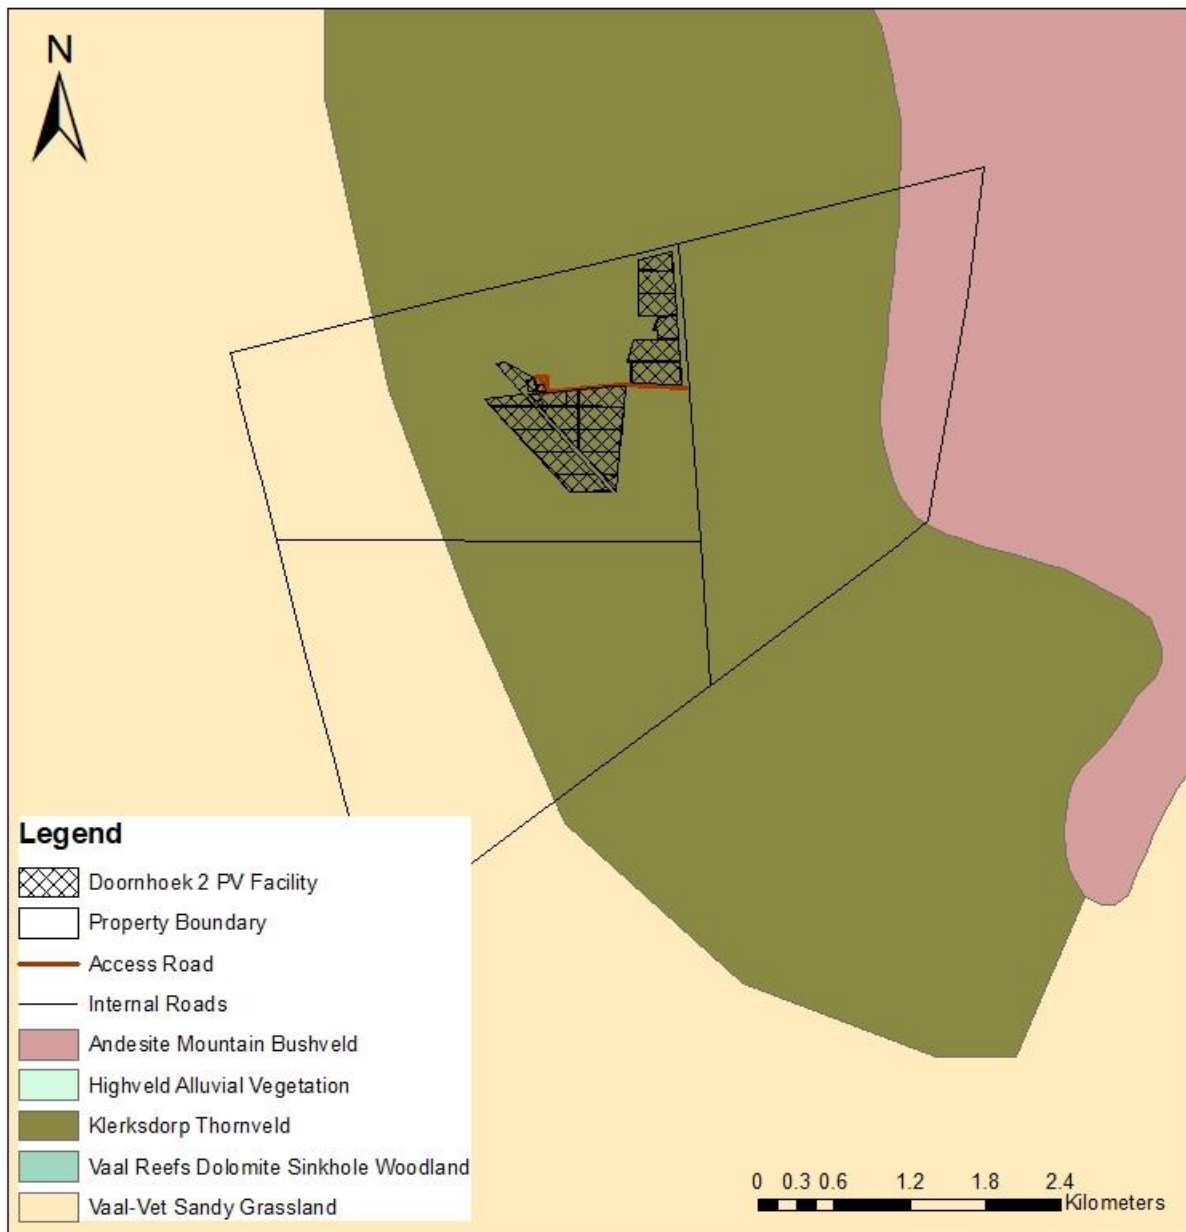 N
Legend
Doornhoek 2 PV Facility
Property Boundary
Access Road
Internal Roads
Andesite Mountain Bushveld
Highveld Alluvial Vegetation
Klerksdorp Thornveld
Vaal Reefs Dolomite Sinkhole Woodland
Vaal-Vet Sandy Grassland
0 0.3 0.6 1.2 1.8 2.4
Kilometers